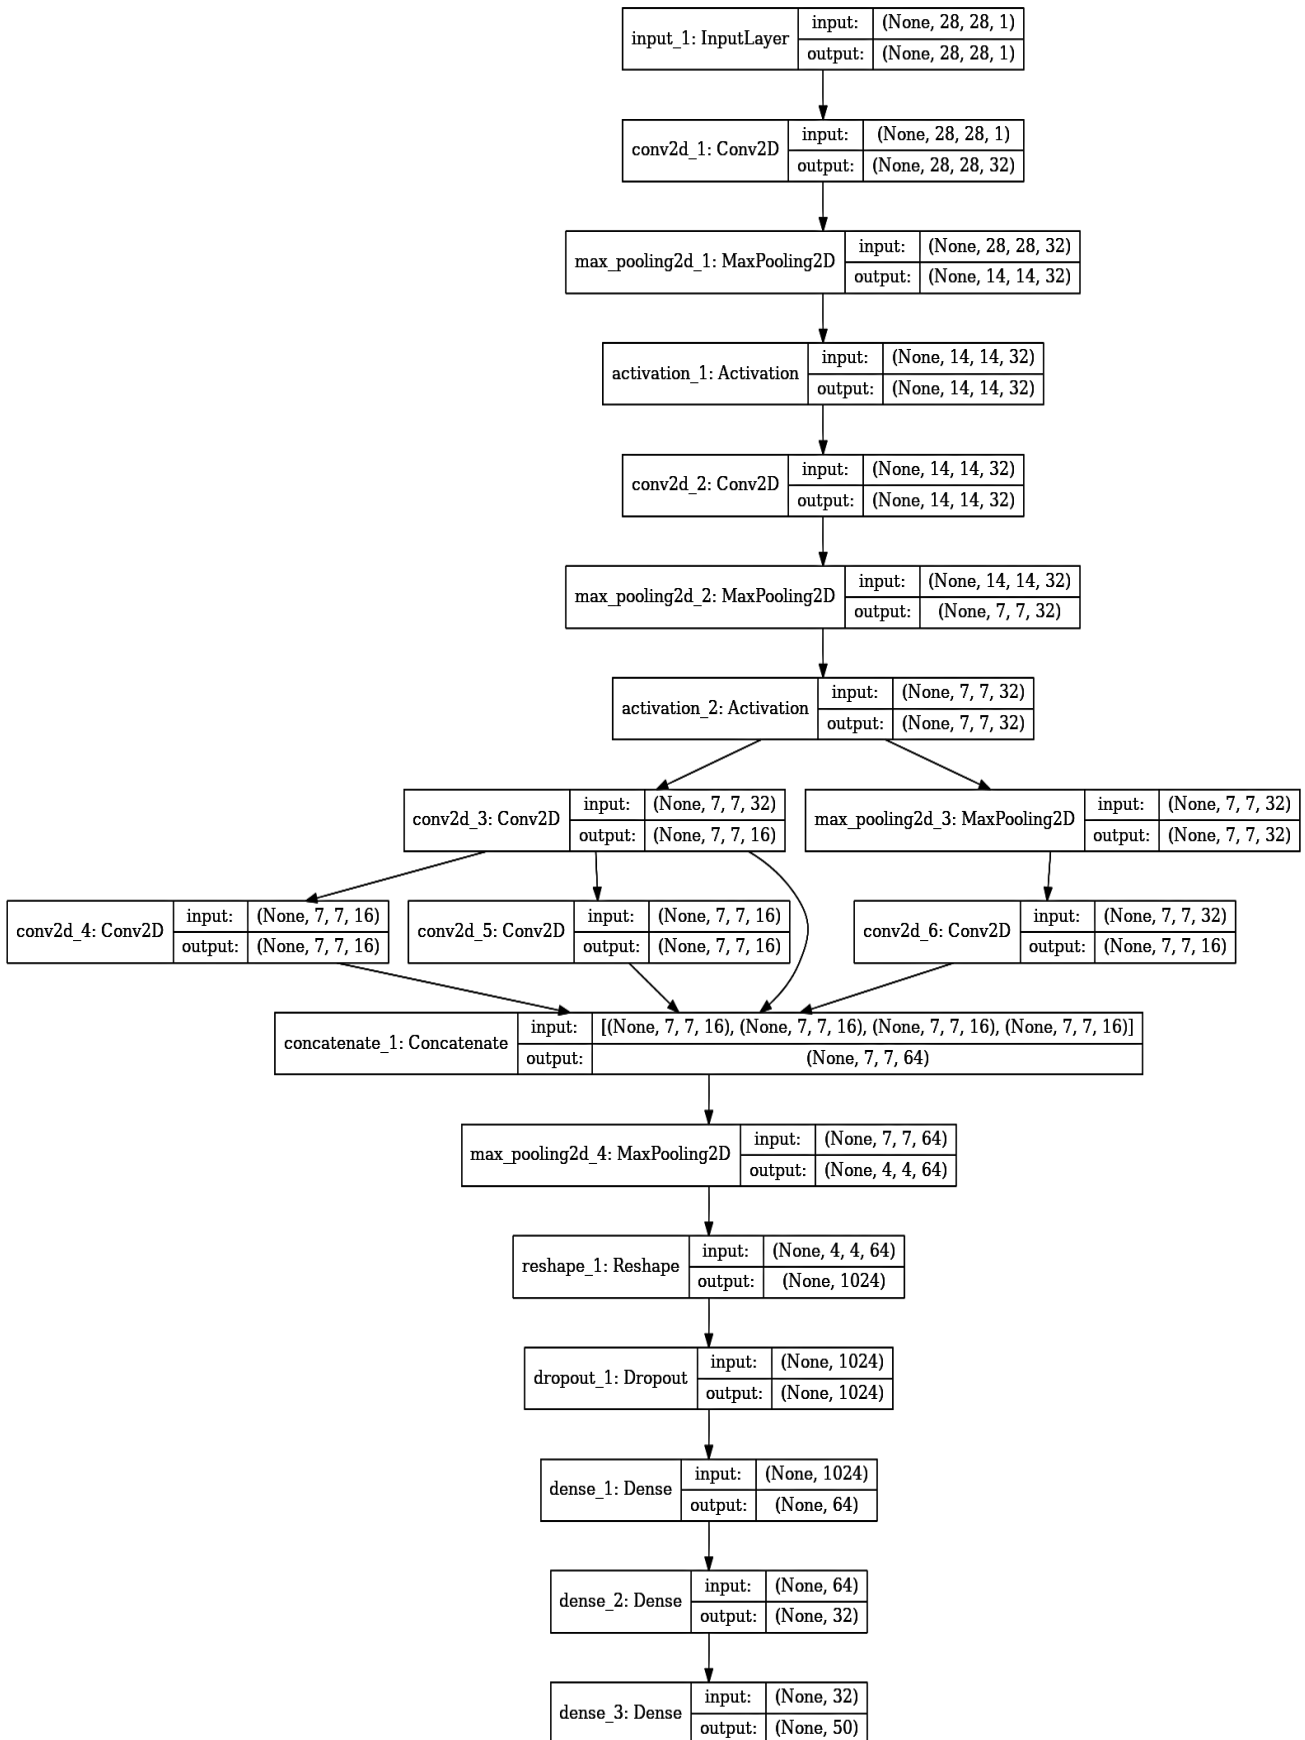 input_1: InputLayer
input: (None, 28, 28, 1)
output: (None, 28, 28, 1)
conv2d_1: Conv2D
input: (None, 28, 28, 1)
output: (None, 28, 28, 32)
max_pooling2d_1: MaxPooling2D
input: (None, 28, 28, 32)
output: (None, 14, 14, 32)
activation_1: Activation
input: (None, 14, 14, 32)
output: (None, 14, 14, 32)
conv2d_2: Conv2D
input: (None, 14, 14, 32)
output: (None, 14, 14, 32)
max_pooling2d_2: MaxPooling2D
input: (None, 14, 14, 32)
output: (None, 7, 7, 32)
activation_2: Activation
input: (None, 7, 7, 32)
output: (None, 7, 7, 32)
conv2d_3: Conv2D
input: (None, 7, 7, 32)
output: (None, 7, 7, 16)
max_pooling2d_3: MaxPooling2D
input: (None, 7, 7, 32)
output: (None, 7, 7, 32)
conv2d_4: Conv2D
input: (None, 7, 7, 16)
output: (None, 7, 7, 16)
conv2d_5: Conv2D
input: (None, 7, 7, 16)
output: (None, 7, 7, 16)
conv2d_6: Conv2D
input: (None, 7, 7, 32)
output: (None, 7, 7, 16)
concatenate_1: Concatenate
input: [(None, 7, 7, 16), (None, 7, 7, 16), (None, 7, 7, 16), (None, 7, 7, 16)]
output: (None, 7, 7, 64)
max_pooling2d_4: MaxPooling2D
input: (None, 7, 7, 64)
output: (None, 4, 4, 64)
reshape_1: Reshape
input: (None, 4, 4, 64)
output: (None, 1024)
dropout_1: Dropout
input: (None, 1024)
output: (None, 1024)
dense_1: Dense
input: (None, 1024)
output: (None, 64)
dense_2: Dense
input: (None, 64)
output: (None, 32)
dense_3: Dense
input: (None, 32)
output: (None, 50)